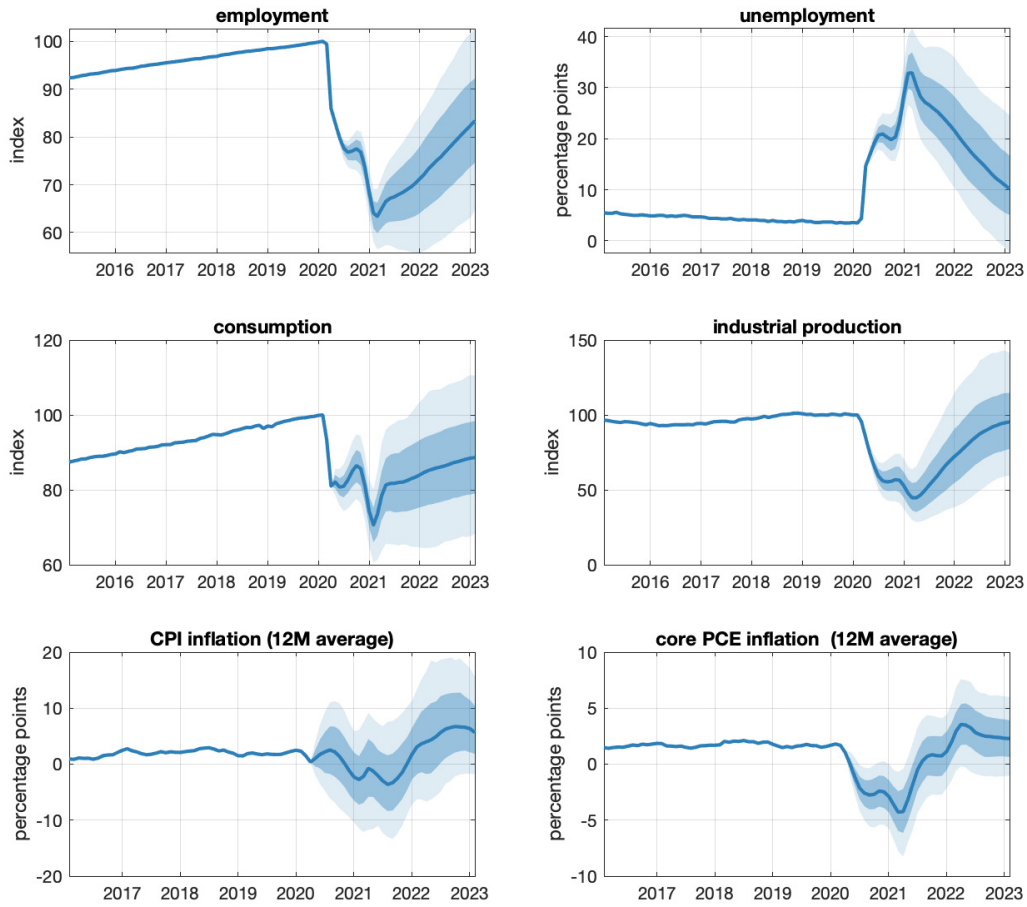 employment
100
90
80
70
60
index
2016 2017 2018 2019 2020 2021 2022 2023
unemployment
40
30
20
10
0
percentage points
2016 2017 2018 2019 2020 2021 2022 2023
consumption
120
100
80
60
index
2016 2017 2018 2019 2020 2021 2022 2023
industrial production
150
100
50
0
index
2016 2017 2018 2019 2020 2021 2022 2023
CPI inflation (12M average)
20
10
0
-10
-20
percentage points
2017 2018 2019 2020 2021 2022 2023
core PCE inflation (12M average)
10
5
0
-5
-10
percentage points
2017 2018 2019 2020 2021 2022 2023